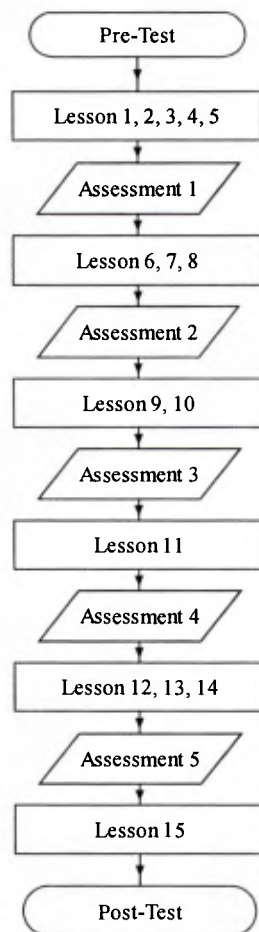 Pre-Test
Lesson 1, 2, 3, 4, 5
Assessment 1
Lesson 6, 7, 8
Assessment 2
Lesson 9, 10
Assessment 3
Lesson 11
Assessment 4
Lesson 12, 13, 14
Assessment 5
Lesson 15
Post-Test